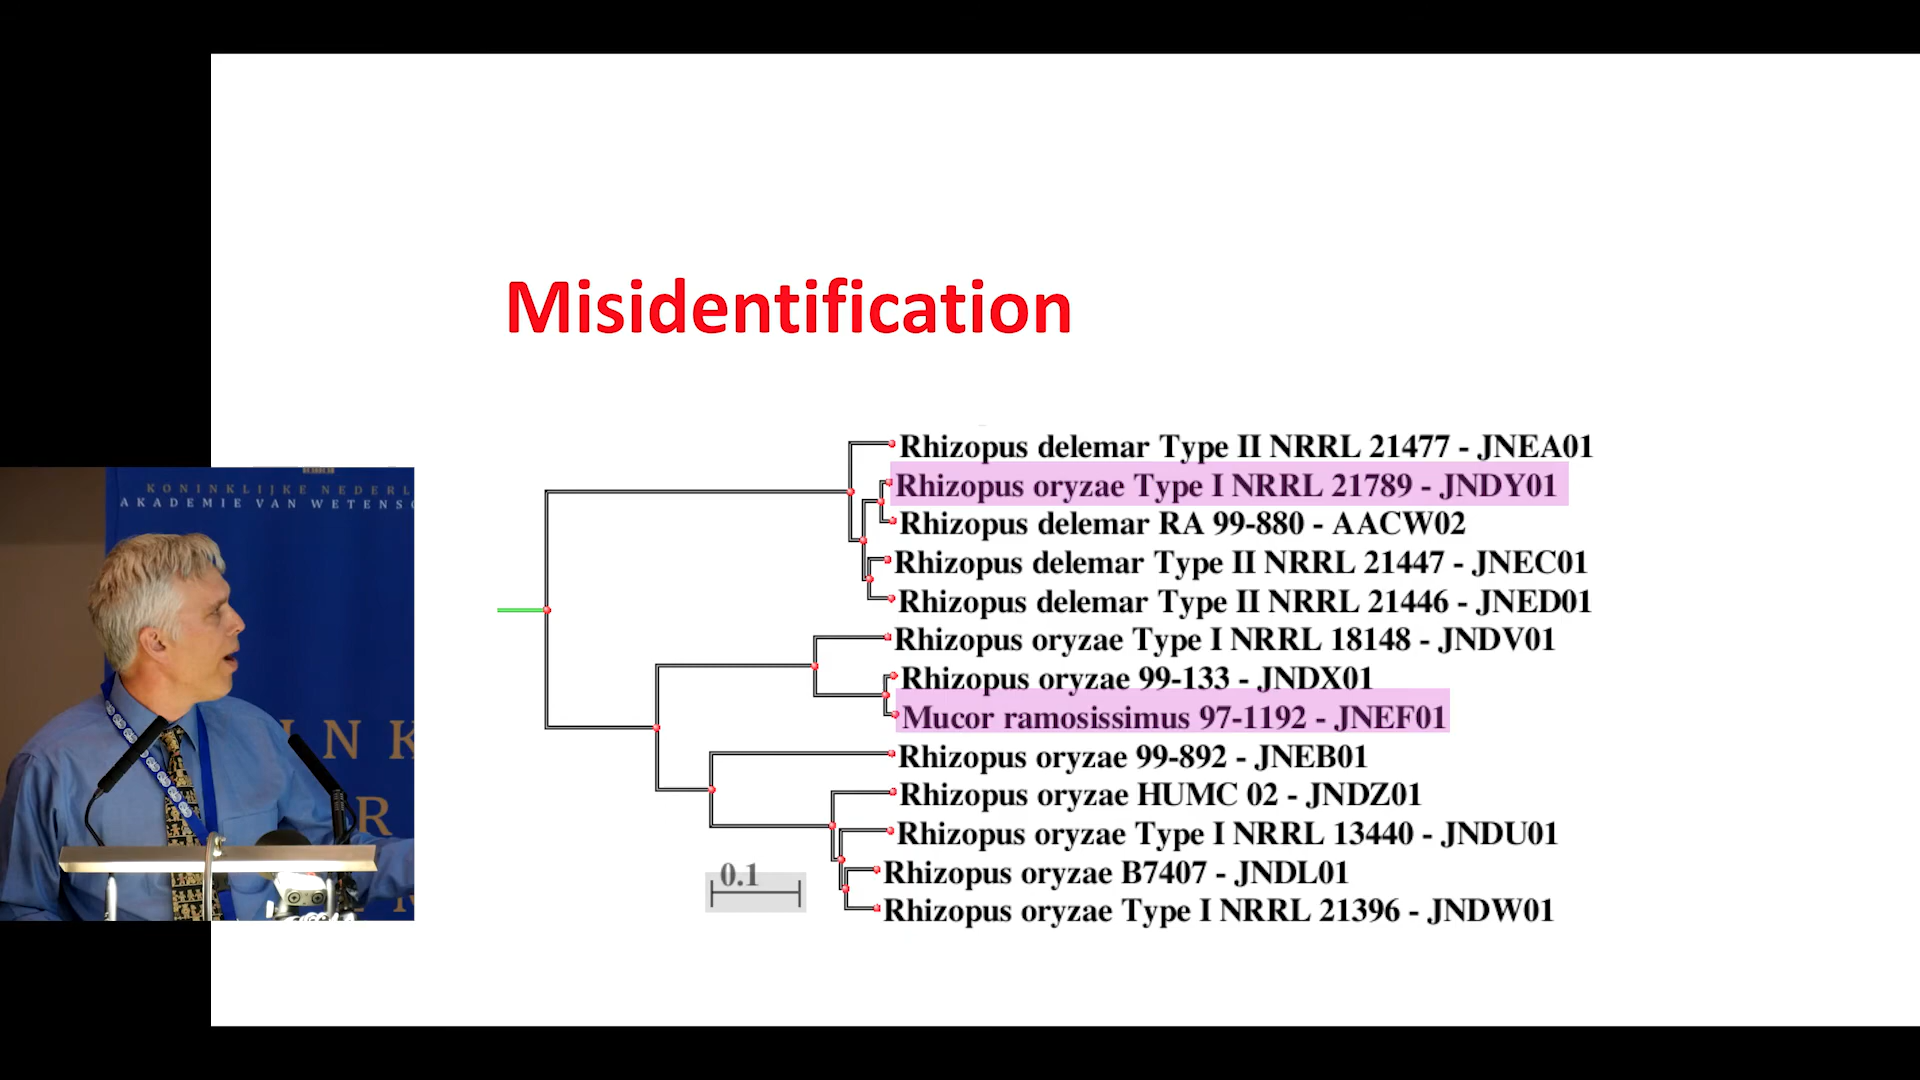 Misidentification
Rhizopus delemar Type II NRRL 21477 - JNEA01
Rhizopus oryzae Type I NRRL 21789 - JNDY01
Rhizopus delemar RA 99-880 - AACW02
Rhizopus delemar Type II NRRL 21447 - JNEC01
Rhizopus delemar Type II NRRL 21446 - JNED01
Rhizopus oryzae Type I NRRL 18148 - JNDV01
Rhizopus oryzae 99-133 - JNDX01
Mucor ramosissimus 97-1192 - JNEF01
Rhizopus oryzae 99-892 - JNEB01
Rhizopus oryzae HUMC 02 - JNDZ01
Rhizopus oryzae Type I NRRL 13440 - JNDU01
Rhizopus oryzae B7407 - JNDL01
Rhizopus oryzae Type I NRRL 21396 - JNDW01
0.1
KONINKLIJKE NEDERL
AKADEMIE VAN WETENSC
INK
R